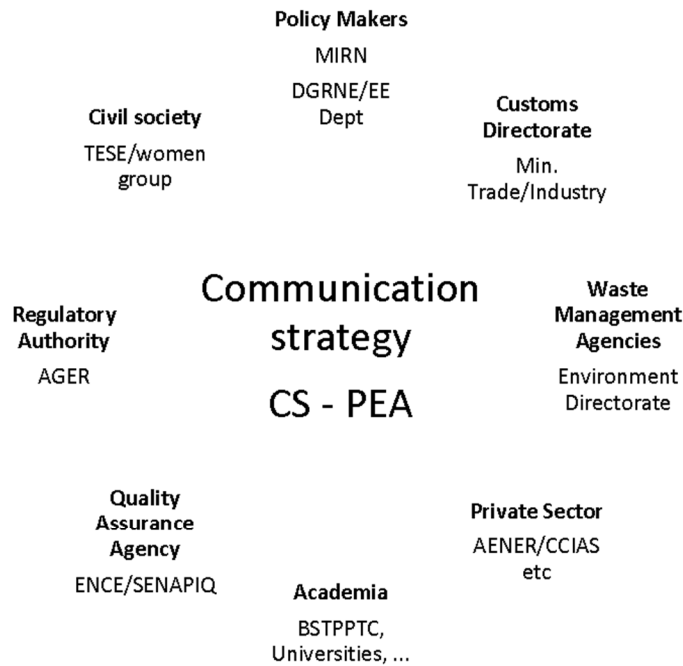 Policy Makers
MIRN
DGRNE/EE
Dept
Customs
Directorate
Min.
Trade/Industry
Waste
Management
Agencies
Environment
Directorate
Private Sector
AENER/CCIAS
etc
Academia
BSTPPTC,
Universities, ...
Quality
Assurance
Agency
ENCE/SENAPIQ
Regulatory
Authority
AGER
Civil society
TESE/women
group
Communication
strategy
CS - PEA